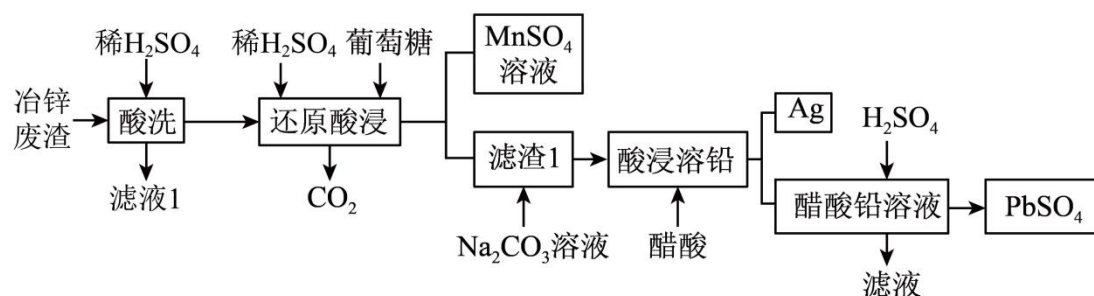 稀H₂SO₄
稀H₂SO₄ 葡萄糖
MnSO₄
溶液
冶锌
废渣
酸洗
还原酸浸
滤液1
CO₂
滤渣1
Na₂CO₃溶液
酸浸溶铅
醋酸
Ag
H₂SO₄
醋酸铅溶液
PbSO₄
滤液